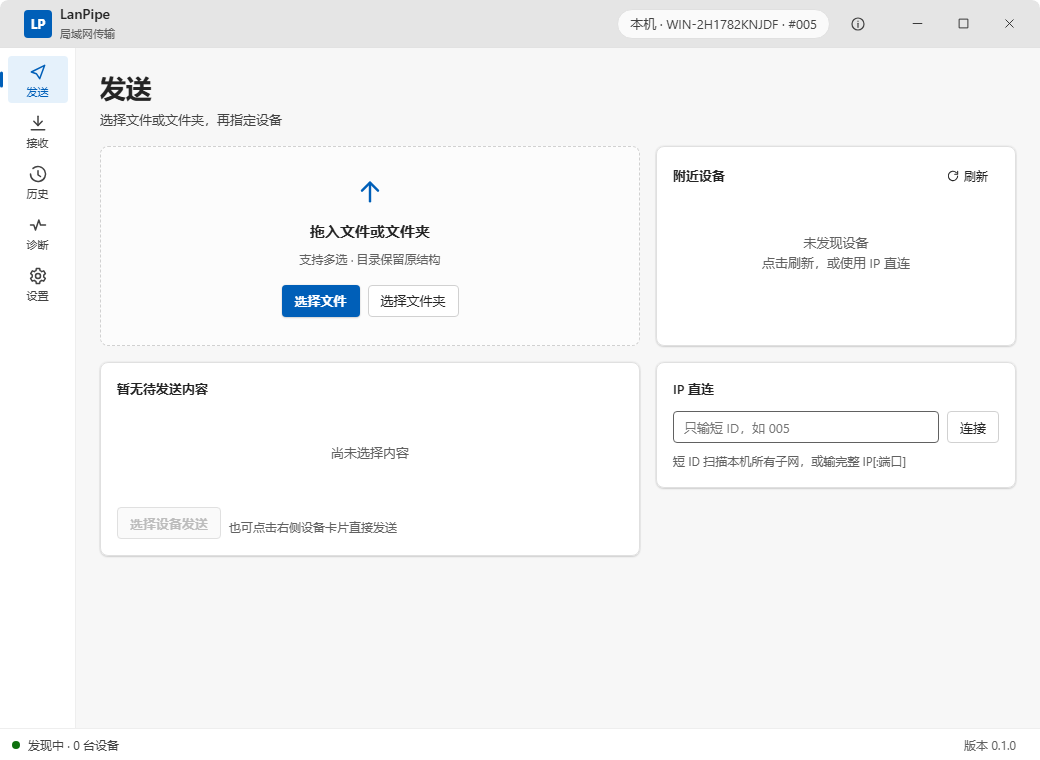 LP
LanPipe
局域网传输
本机 · WIN-2H1782KNJDF · #005
发送
接收
历史
诊断
设置
发送
选择文件或文件夹，再指定设备
拖入文件或文件夹
支持多选 · 目录保留原结构
选择文件
选择文件夹
附近设备
刷新
未发现设备
点击刷新，或使用 IP 直连
暂无待发送内容
尚未选择内容
选择设备发送
也可点击右侧设备卡片直接发送
IP 直连
只输短 ID，如 005
连接
短 ID 扫描本机所有子网，或输完整 IP[:端口]
发现中 · 0 台设备
版本 0.1.0